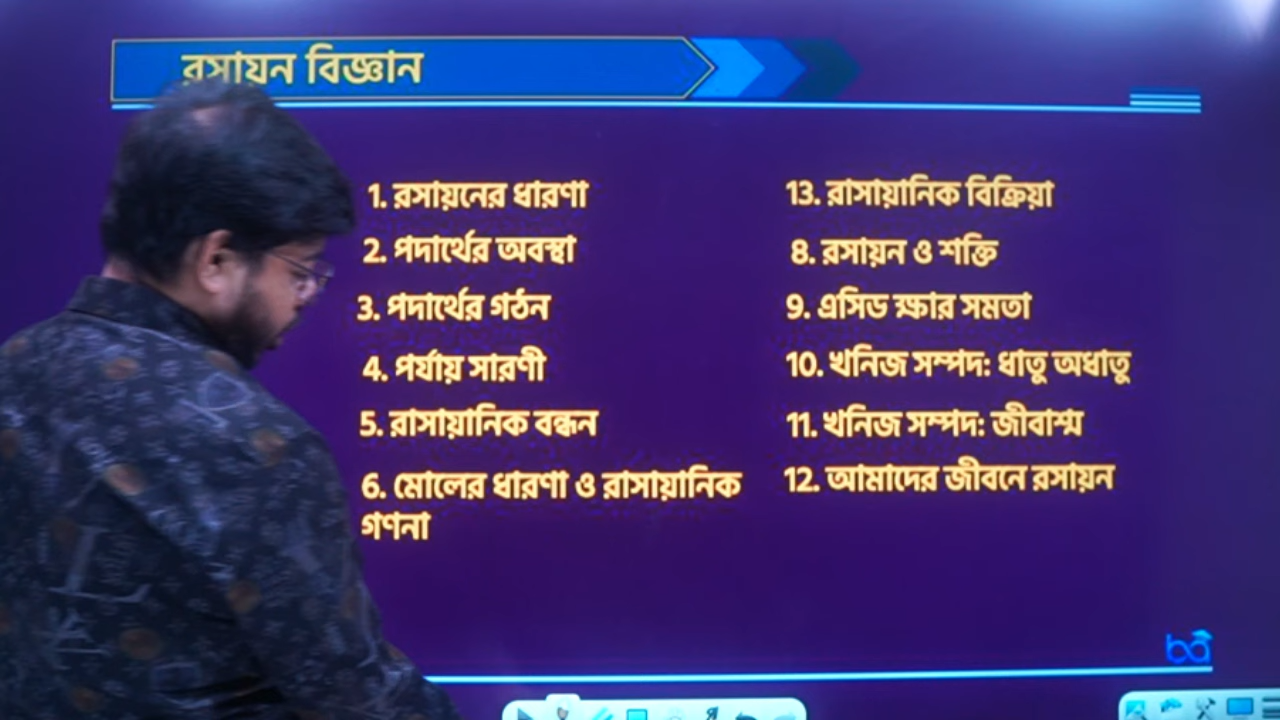 রসায়ন বিজ্ঞান
1. রসায়নের ধারণা
2. পদার্থের অবস্থা
3. পদার্থের গঠন
4. পর্যায় সারণী
5. রাসায়ানিক বন্ধন
6. মোলের ধারণা ও রাসায়ানিক
গণনা
13. রাসায়ানিক বিক্রিয়া
8. রসায়ন ও শক্তি
9. এসিড ক্ষার সমতা
10. খনিজ সম্পদ: ধাতু অধাতু
11. খনিজ সম্পদ: জীবাশ্ম
12. আমাদের জীবনে রসায়ন